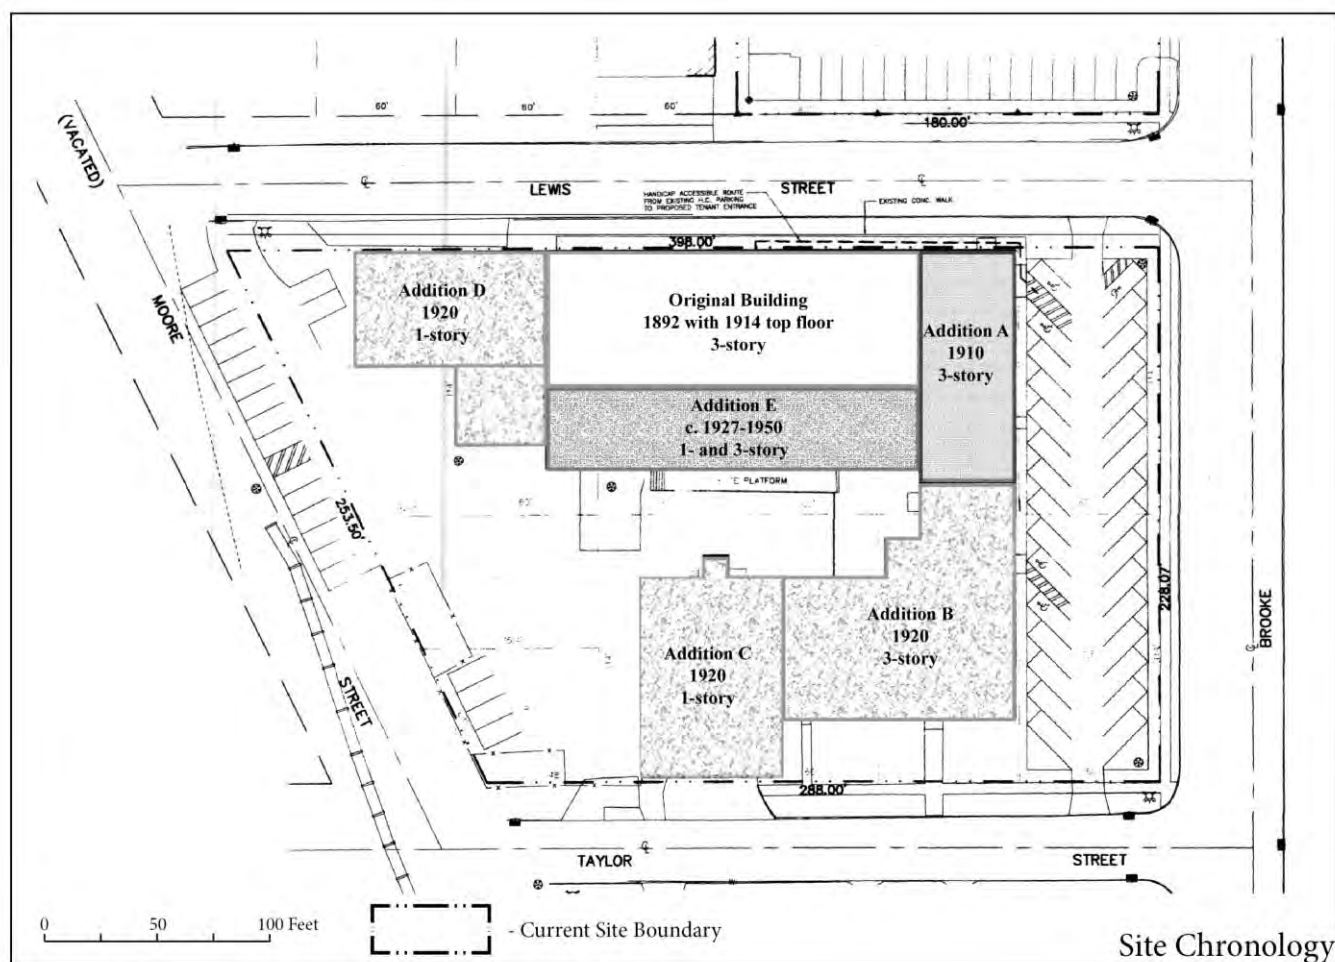 60'
60'
60'
180.00'
(VACATED)
LEWIS STREET
HANDICAP ACCESSIBLE ROUTE
FROM EXISTING H.C. PARKING
TO PROPOSED TENANT ENTRANCE
EXISTING CONC. WALK
398.00'
MOORE STREET
Addition D
1920
1-story
Original Building
1892 with 1914 top floor
3-story
Addition A
1910
3-story
Addition E
c. 1927-1950
1- and 3-story
PLATFORM
253.50'
228.07
BROOKE
Addition B
1920
3-story
Addition C
1920
1-story
288.00'
TAYLOR STREET
0 50 100 Feet
- Current Site Boundary
Site Chronology